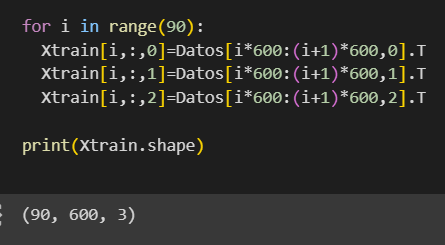 for i in range(90):
  Xtrain[i,:,0]=Datos[i*600:(i+1)*600,0].T
  Xtrain[i,:,1]=Datos[i*600:(i+1)*600,1].T
  Xtrain[i,:,2]=Datos[i*600:(i+1)*600,2].T
print(Xtrain.shape)
(90, 600, 3)